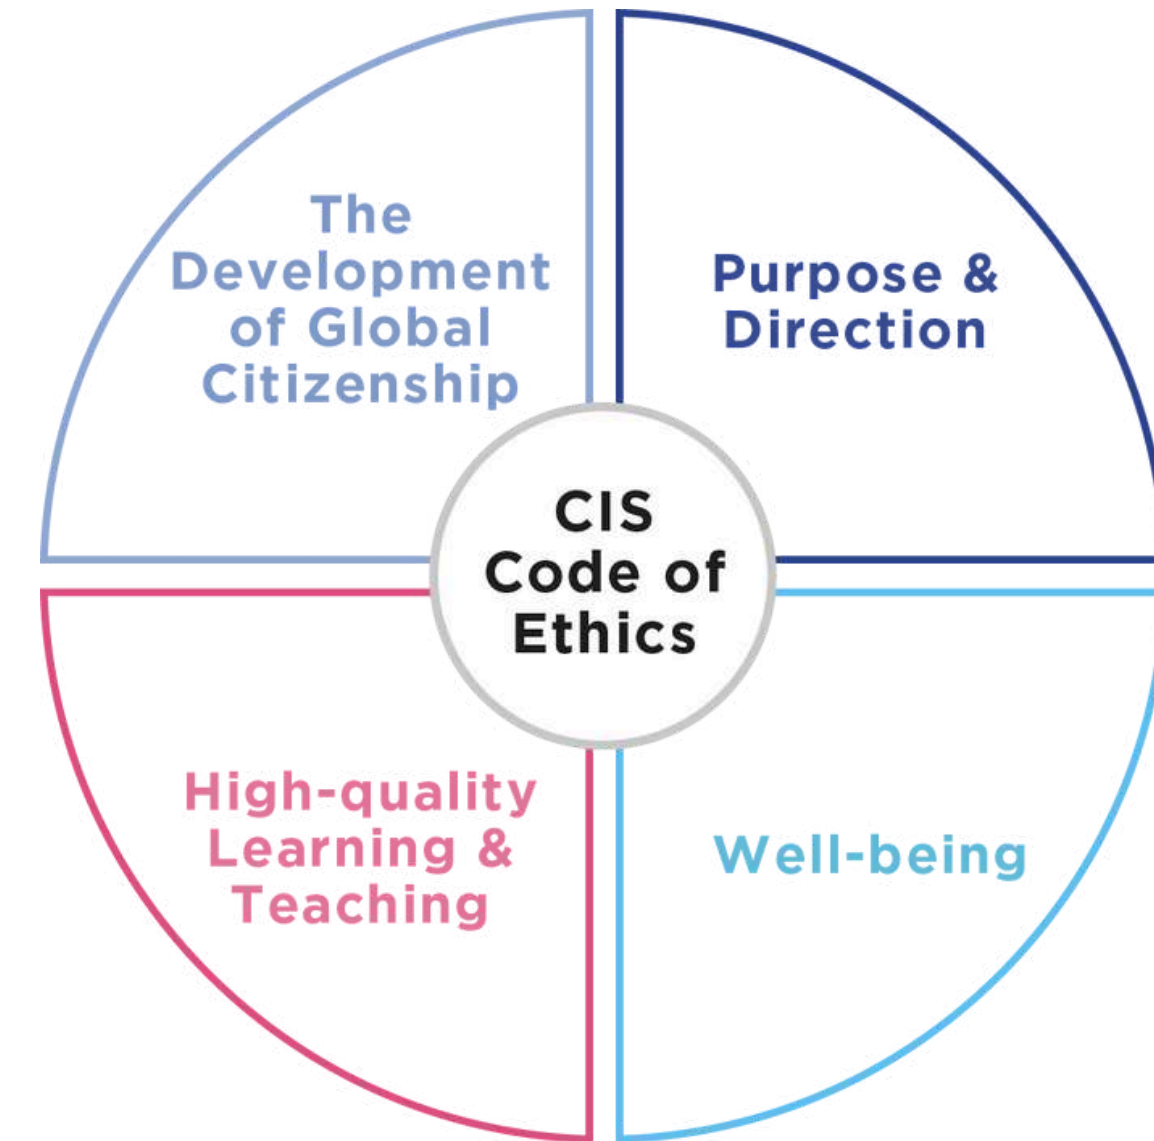 The
Development
of Global
Citizenship
Purpose &
Direction
CIS
Code of
Ethics
High-quality
Learning &
Teaching
Well-being